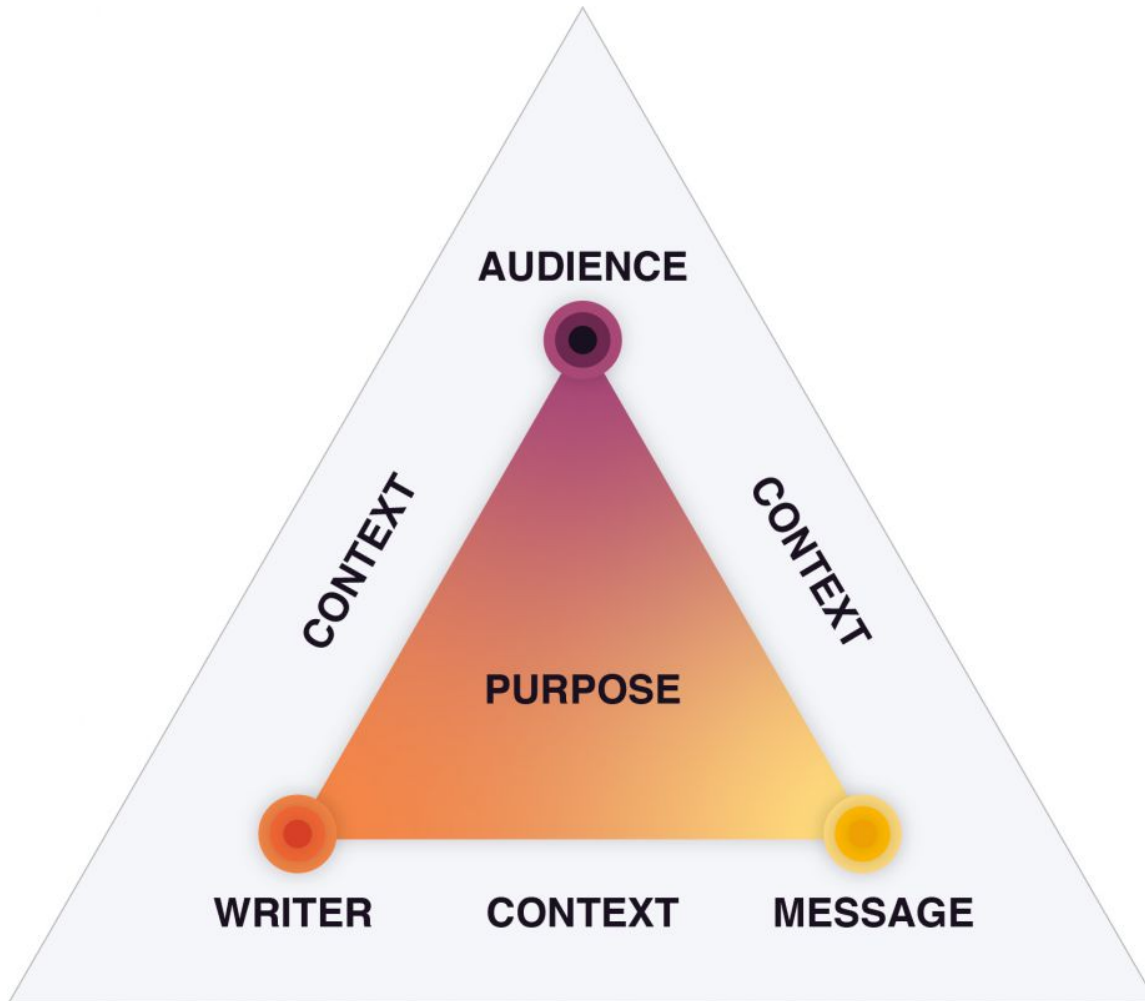 AUDIENCE
CONTEXT
CONTEXT
PURPOSE
WRITER
CONTEXT
MESSAGE